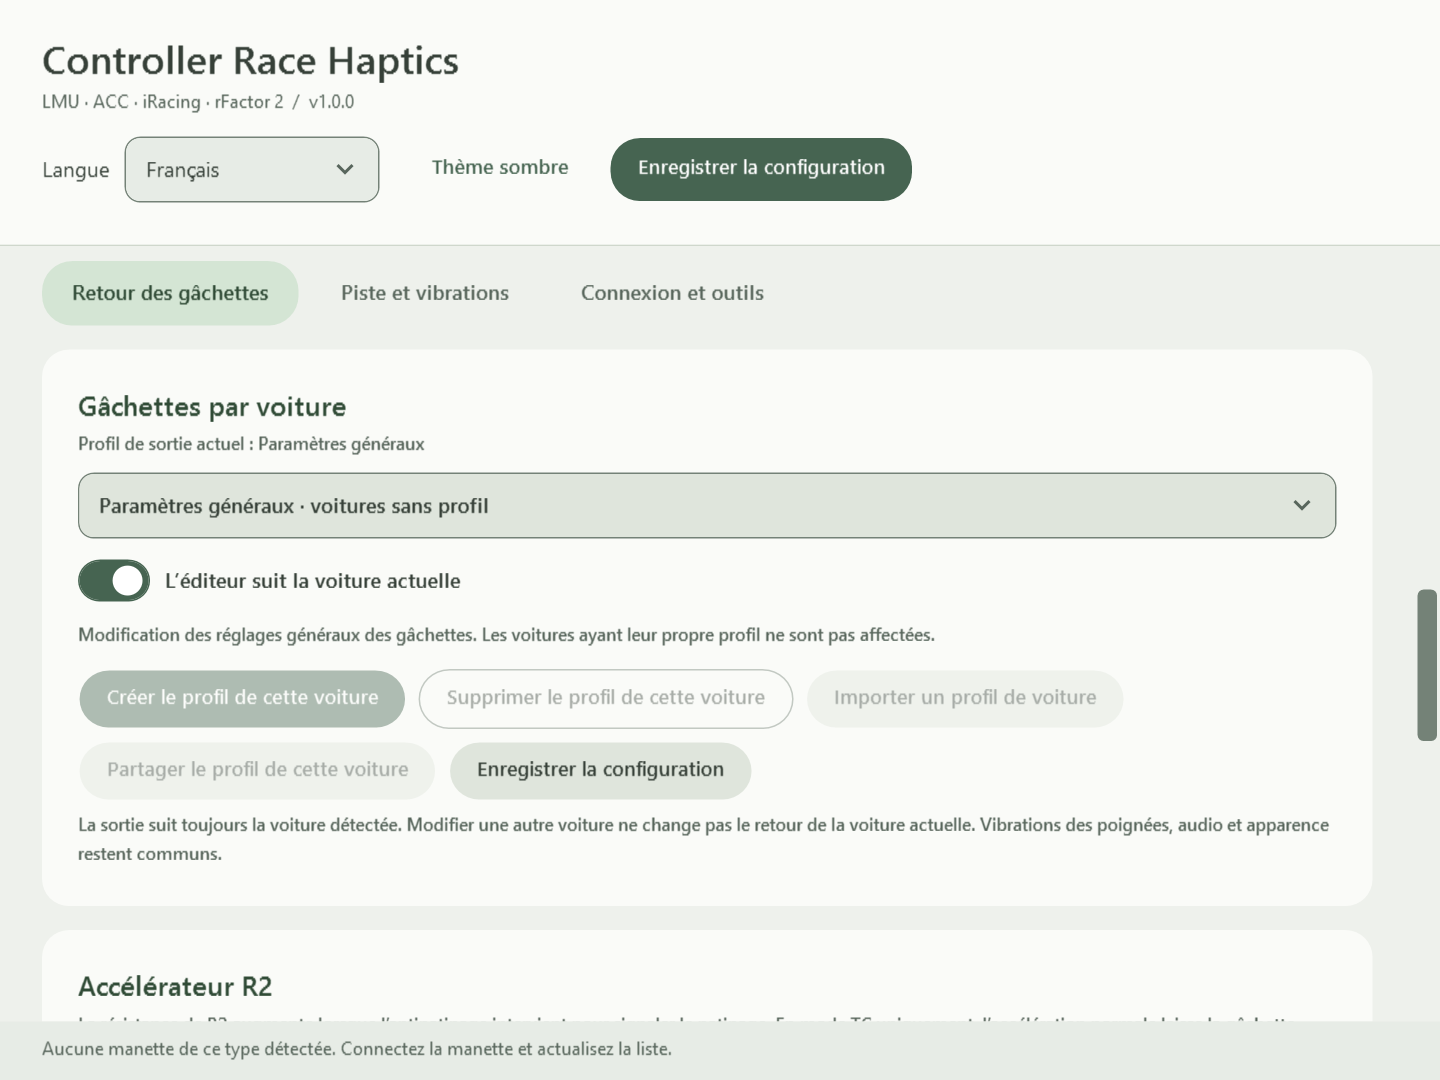 Controller Race Haptics
LMU · ACC · iRacing · rFactor 2 / v1.0.0
Langue
Français
Thème sombre
Enregistrer la configuration
Retour des gâchettes
Piste et vibrations
Connexion et outils
Gâchettes par voiture
Profil de sortie actuel : Paramètres généraux
Paramètres généraux · voitures sans profil
L’éditeur suit la voiture actuelle
Modification des réglages généraux des gâchettes. Les voitures ayant leur propre profil ne sont pas affectées.
Créer le profil de cette voiture
Supprimer le profil de cette voiture
Importer un profil de voiture
Partager le profil de cette voiture
Enregistrer la configuration
La sortie suit toujours la voiture détectée. Modifier une autre voiture ne change pas le retour de la voiture actuelle. Vibrations des poignées, audio et apparence
restent communs.
Accélérateur R2
Aucune manette de ce type détectée. Connectez la manette et actualisez la liste.